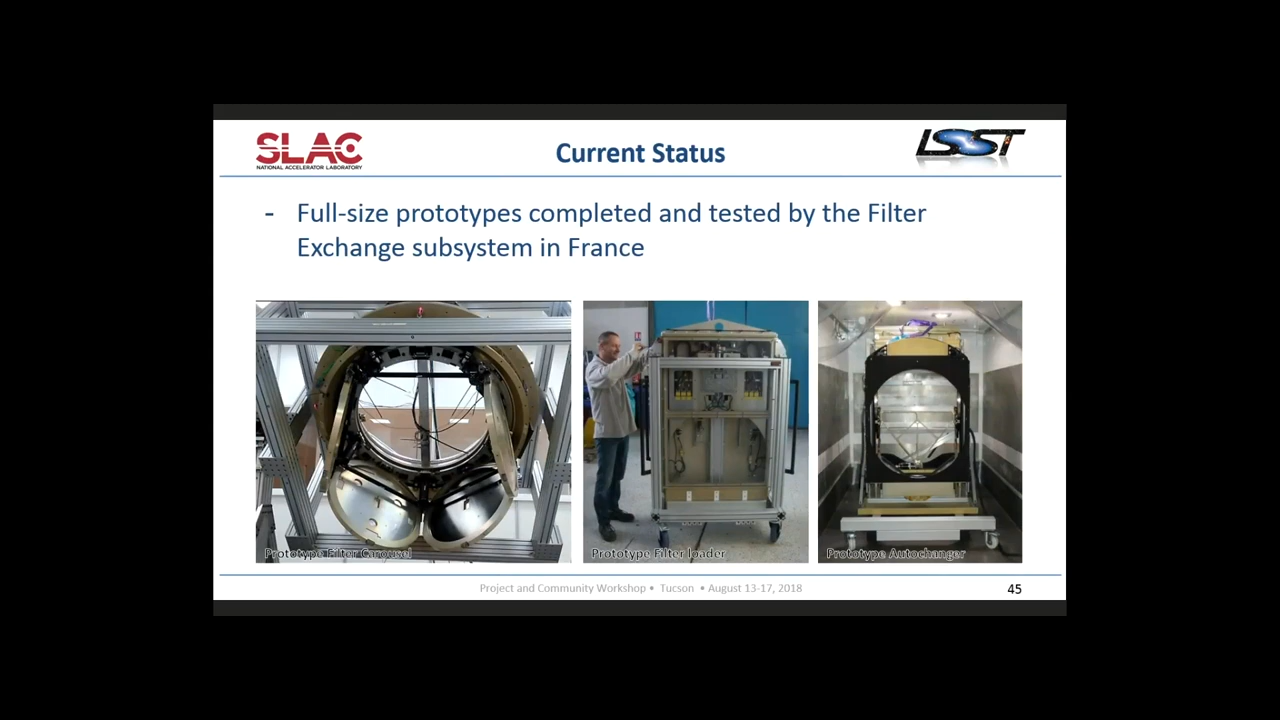 SLAC
NATIONAL ACCELERATOR LABORATORY
Current Status
LSST
- Full-size prototypes completed and tested by the Filter
Exchange subsystem in France
Prototype Filter Carousel
Prototype Filter loader
Prototype Autochanger
Project and Community Workshop • Tucson • August 13-17, 2018
45